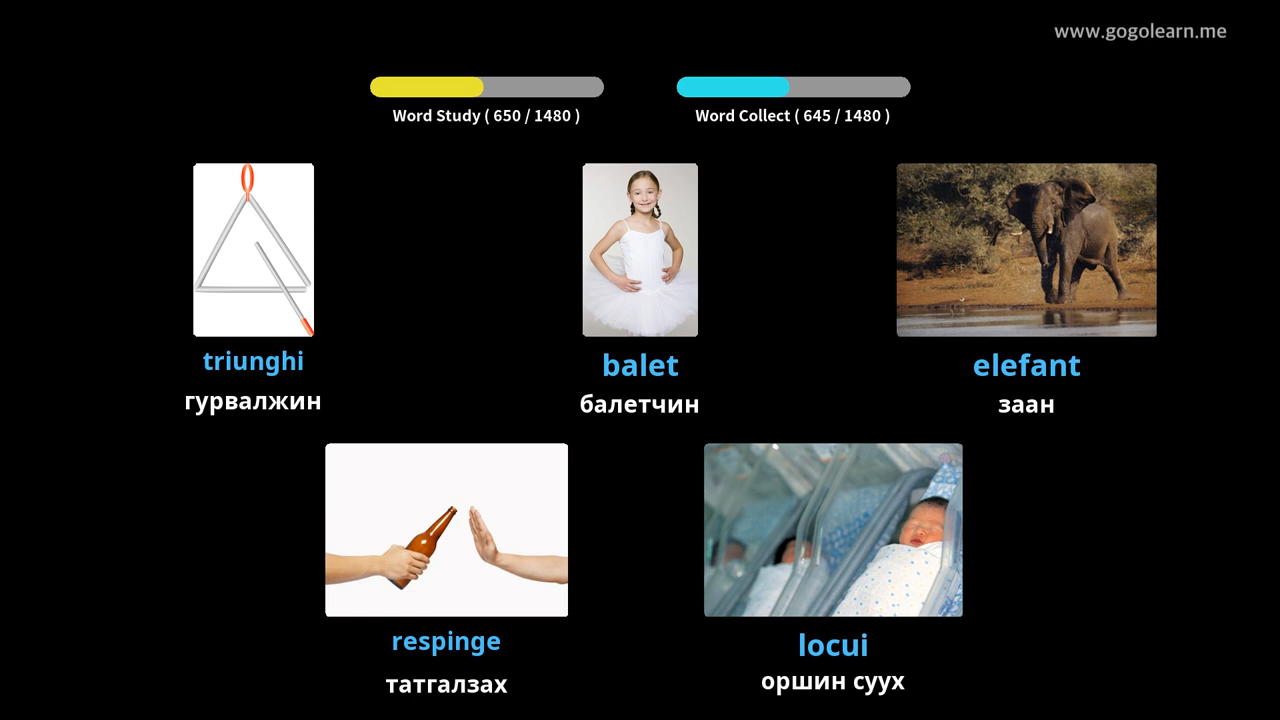 www.gogolearn.me
Word Study ( 650 / 1480 )
Word Collect ( 645 / 1480 )
triunghi
гурвалжин
balet
балетчин
elefant
заан
respinge
татгалзах
locui
оршин суух